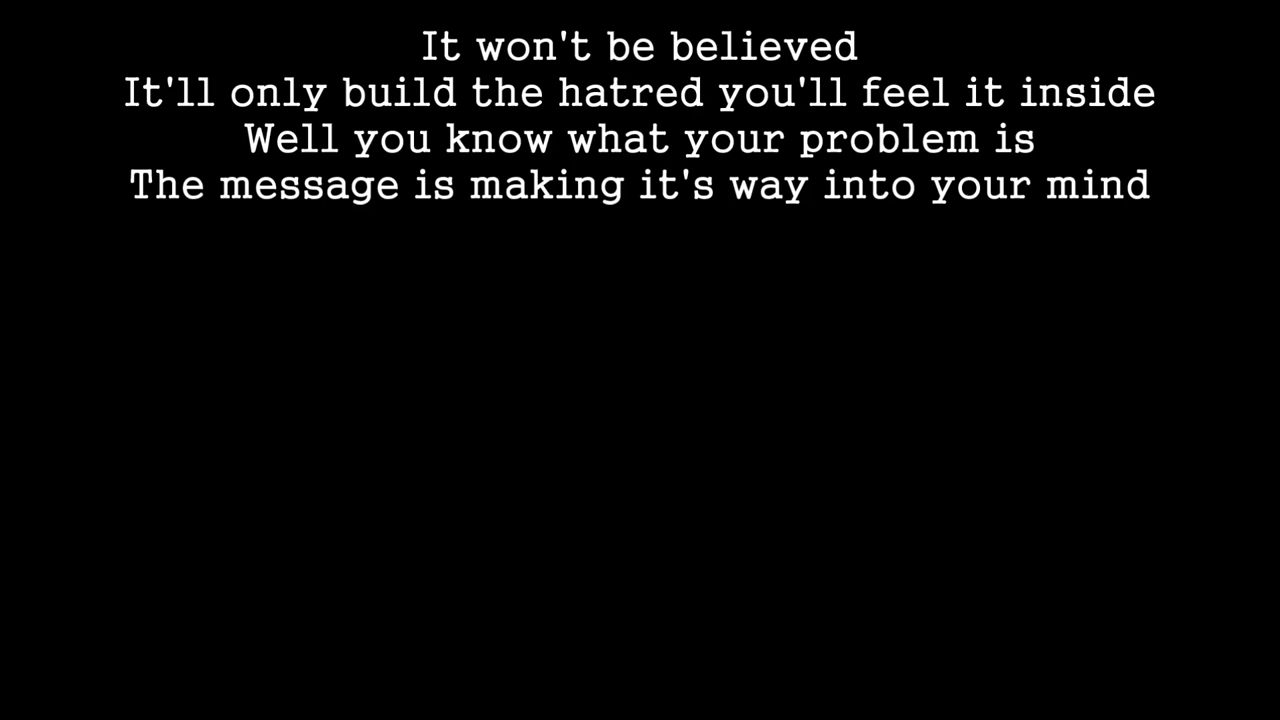 It won't be believed
It'll only build the hatred you'll feel it inside
Well you know what your problem is
The message is making it's way into your mind